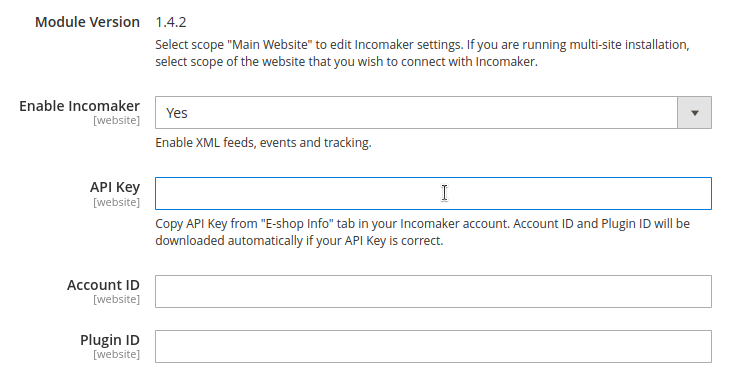 Module Version 1.4.2
Select scope "Main Website" to edit Incomaker settings. If you are running multi-site installation,
select scope of the website that you wish to connect with Incomaker.
Enable Incomaker Yes
[website]
Enable XML feeds, events and tracking.
API Key
[website]
Copy API Key from "E-shop Info" tab in your Incomaker account. Account ID and Plugin ID will be
downloaded automatically if your API Key is correct.
Account ID
[website]
Plugin ID
[website]